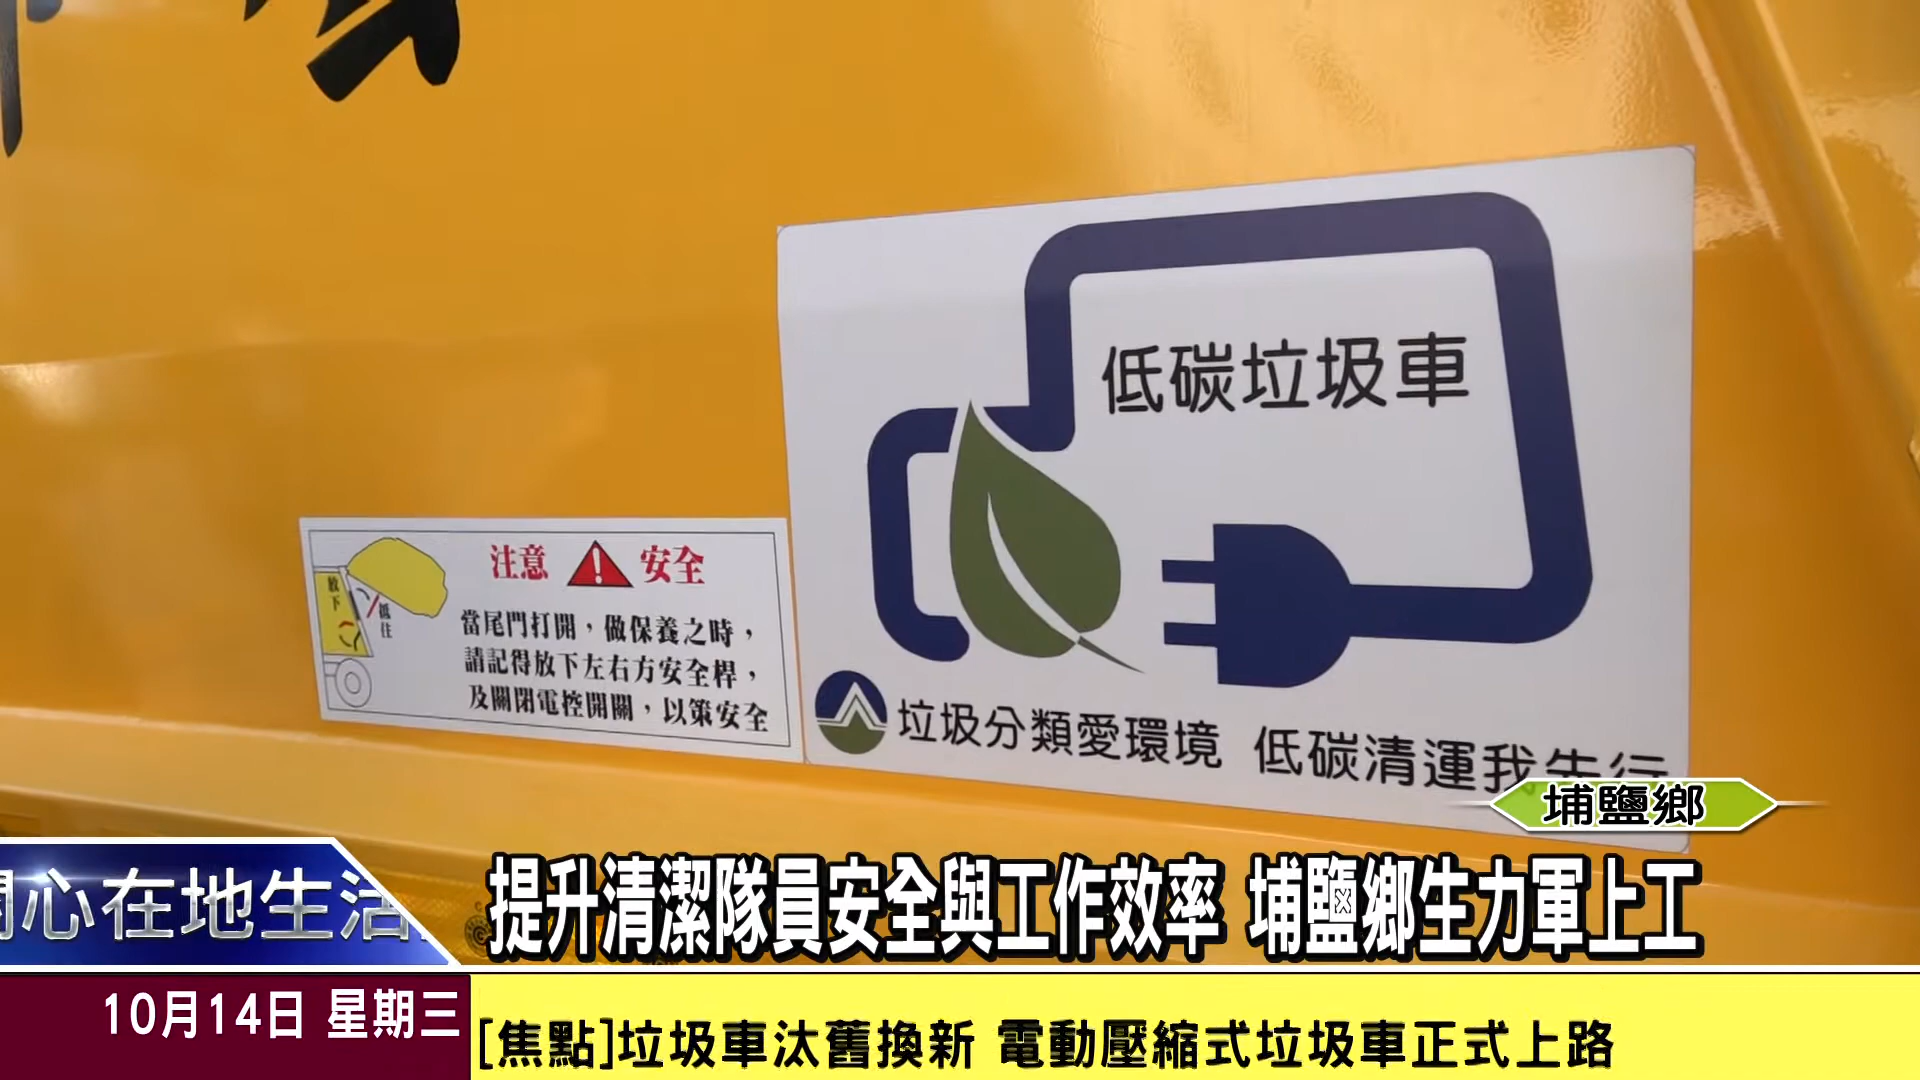 低碳垃圾車
注意 安全
放下
抵住
當尾門打開，做保養之時，
請記得放下左右方安全桿，
及關閉電控開關，以策安全
垃圾分類愛環境 低碳清運我先行
埔鹽鄉
心在地生活
提升清潔隊員安全與工作效率 埔鹽鄉生力軍上工
10月14日 星期三
[焦點]垃圾車汰舊換新 電動壓縮式垃圾車正式上路